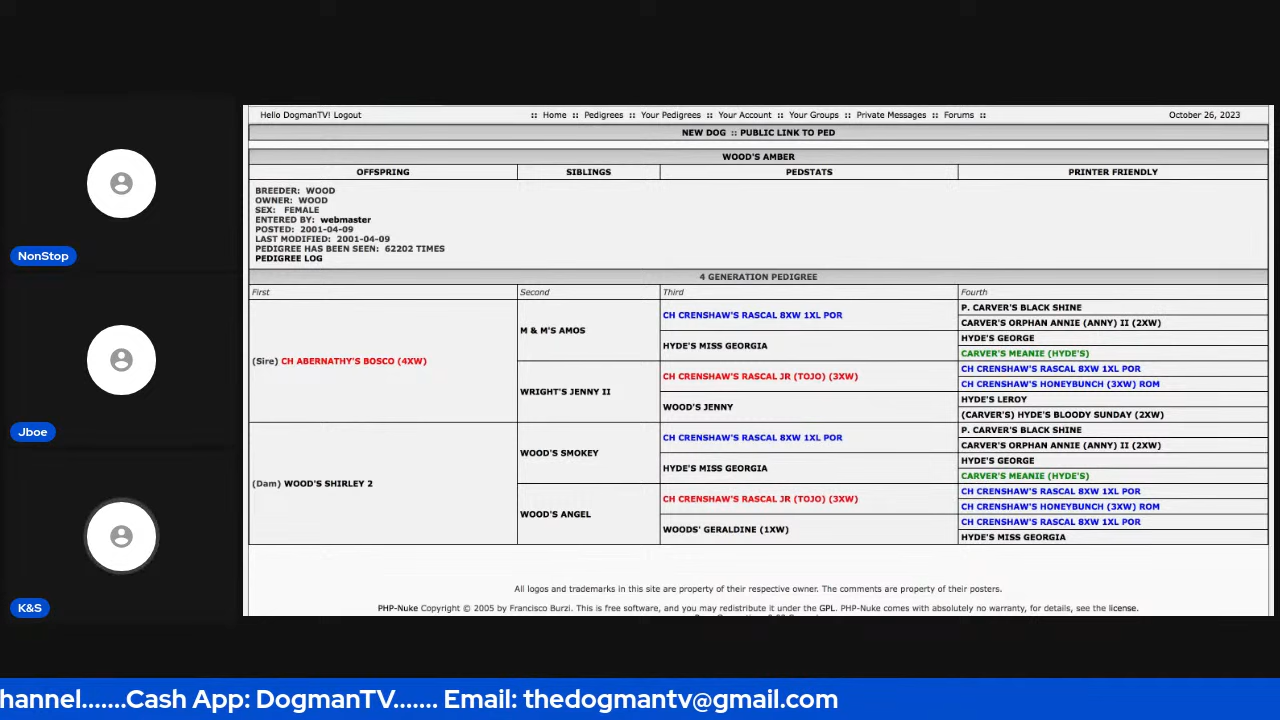 Hello DogmanTV! Logout
:: Home :: Pedigrees :: Your Pedigrees :: Your Account :: Your Groups :: Private Messages :: Forums ::
October 26, 2023
NEW DOG :: PUBLIC LINK TO PED
WOOD'S AMBER
OFFSPRING SIBLINGS PEDSTATS PRINTER FRIENDLY
BREEDER: WOOD
OWNER: WOOD
SEX: FEMALE
ENTERED BY: webmaster
POSTED: 2001-04-09
LAST MODIFIED: 2001-04-09
PEDIGREE HAS BEEN SEEN: 62202 TIMES
PEDIGREE LOG
4 GENERATION PEDIGREE
First Second Third Fourth
(Sire) CH ABERNATHY'S BOSCO (4XW)
M & M'S AMOS
CH CRENSHAW'S RASCAL 8XW 1XL POR
P. CARVER'S BLACK SHINE
CARVER'S ORPHAN ANNIE (ANNY) II (2XW)
HYDE'S MISS GEORGIA
HYDE'S GEORGE
CARVER'S MEANIE (HYDE'S)
WRIGHT'S JENNY II
CH CRENSHAW'S RASCAL JR (TOJO) (3XW)
CH CRENSHAW'S RASCAL 8XW 1XL POR
CH CRENSHAW'S HONEYBUNCH (3XW) ROM
WOOD'S JENNY
HYDE'S LEROY
(CARVER'S) HYDE'S BLOODY SUNDAY (2XW)
(Dam) WOOD'S SHIRLEY 2
WOOD'S SMOKEY
CH CRENSHAW'S RASCAL 8XW 1XL POR
P. CARVER'S BLACK SHINE
CARVER'S ORPHAN ANNIE (ANNY) II (2XW)
HYDE'S MISS GEORGIA
HYDE'S GEORGE
CARVER'S MEANIE (HYDE'S)
WOOD'S ANGEL
CH CRENSHAW'S RASCAL JR (TOJO) (3XW)
CH CRENSHAW'S RASCAL 8XW 1XL POR
CH CRENSHAW'S HONEYBUNCH (3XW) ROM
WOODS' GERALDINE (1XW)
CH CRENSHAW'S RASCAL 8XW 1XL POR
HYDE'S MISS GEORGIA
All logos and trademarks in this site are property of their respective owner. The comments are property of their posters.
PHP-Nuke Copyright © 2005 by Francisco Burzi. This is free software, and you may redistribute it under the GPL. PHP-Nuke comes with absolutely no warranty, for details, see the license.
NonStop
Jboe
K&S
hannel.......Cash App: DogmanTV....... Email: thedogmantv@gmail.com